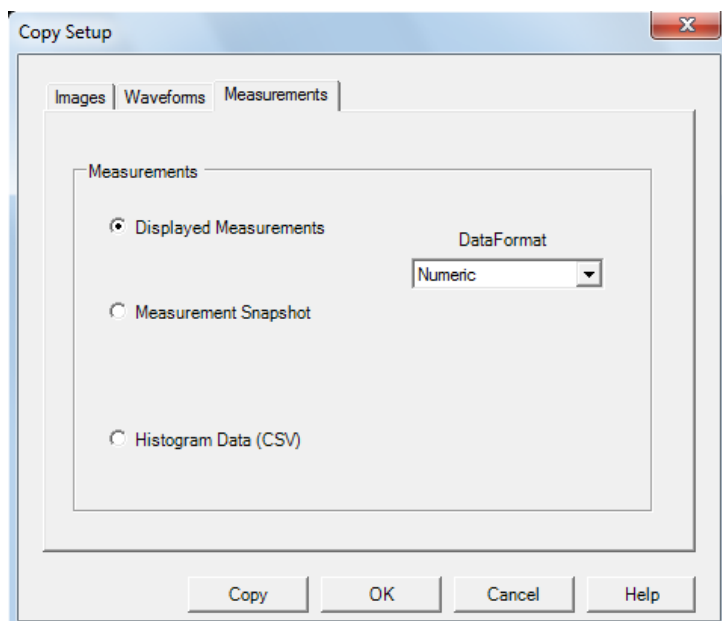 Copy Setup
Images Waveforms Measurements
Measurements
Displayed Measurements
DataFormat
Numeric
Measurement Snapshot
Histogram Data (CSV)
Copy OK Cancel Help